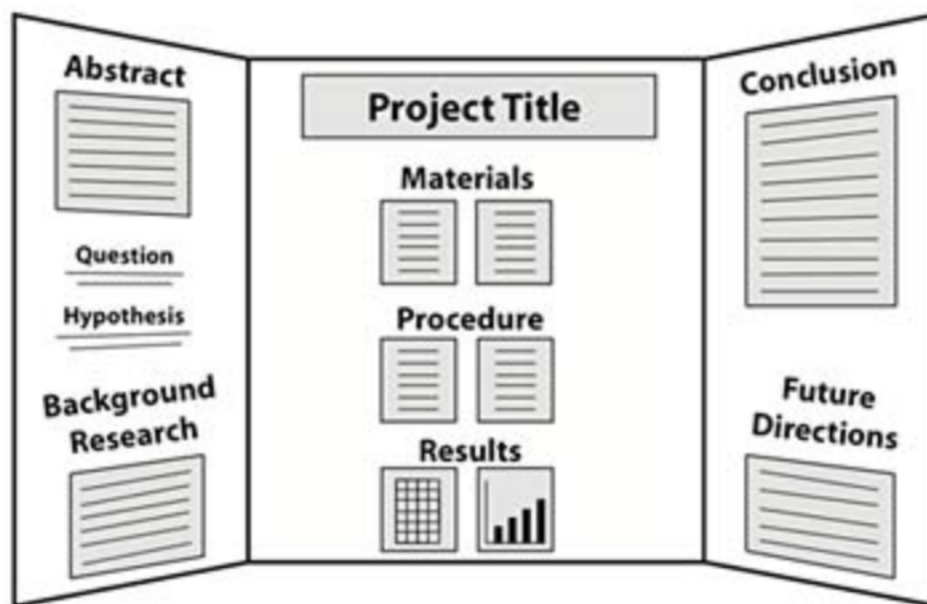 Abstract
Question
Hypothesis
Background
Research
Project Title
Materials
Procedure
Results
Conclusion
Future
Directions